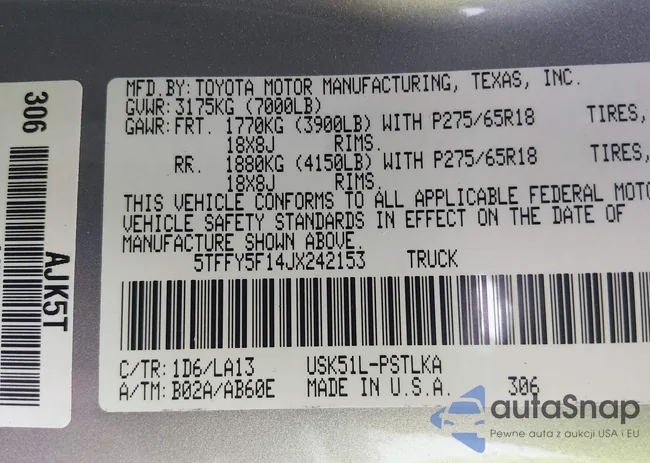 306
AJK5T
MFD.BY: TOYOTA MOTOR MANUFACTURING, TEXAS, INC.
GVWR: 3175KG (7000LB)
GAWR: FRT. 1770KG (3900LB) WITH P275/65R18 TIRES,
18X8J RIMS.
RR. 1880KG (4150LB) WITH P275/65R18 TIRES,
18X8J RIMS.
THIS VEHICLE CONFORMS TO ALL APPLICABLE FEDERAL MOTO
VEHICLE SAFETY STANDARDS IN EFFECT ON THE DATE OF
MANUFACTURE SHOWN ABOVE.
5TFFY5F14JX242153 TRUCK
C/TR: 1D6/LA13 USK51L-PSTLKA
A/TM: B02A/AB60E MADE IN U.S.A. 306
autaSnap
Pewne auta z aukcji USA i EU